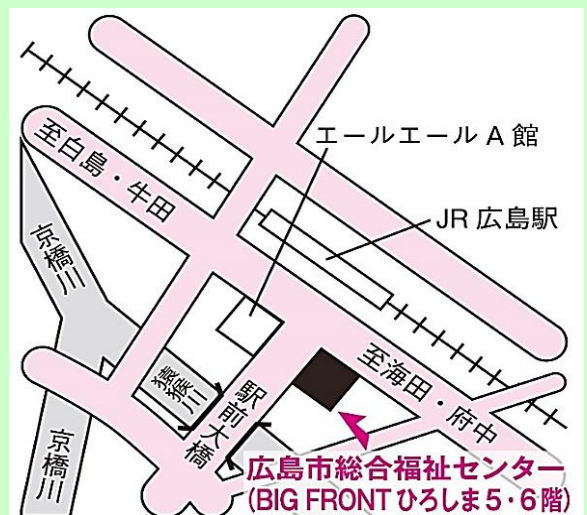 エールエール A 館
至白島・牛田
JR 広島駅
京橋川
猿猴川
駅前大橋
至海田・府中
京橋川
広島市総合福祉センター
(BIG FRONT ひろしま 5・6 階)